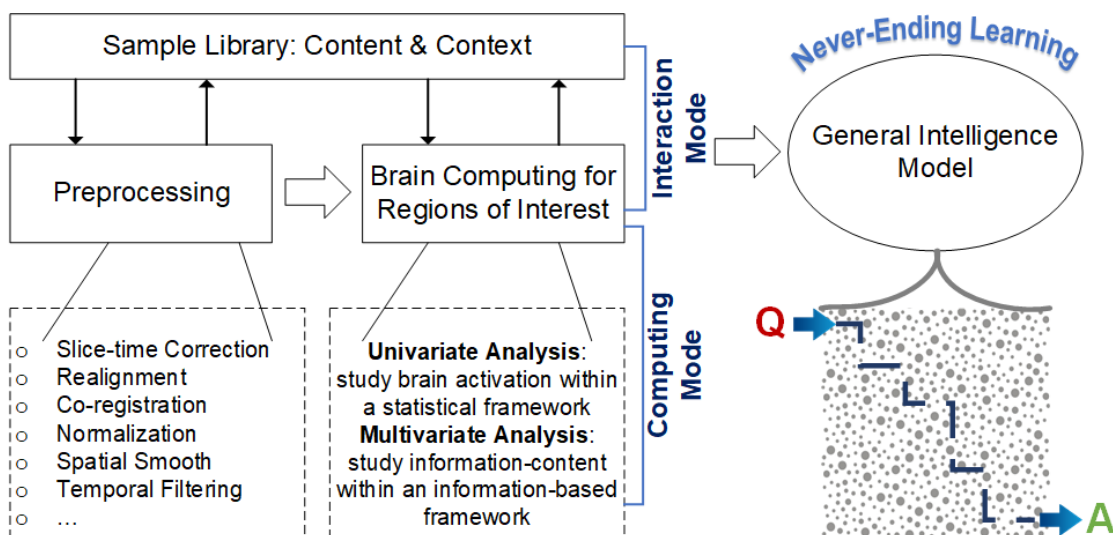 Sample Library: Content & Context
Preprocessing
Brain Computing for
Regions of Interest
Interaction
Mode
Computing
Mode
o Slice-time Correction
o Realignment
o Co-registration
o Normalization
o Spatial Smooth
o Temporal Filtering
o ...
Univariate Analysis:
study brain activation within
a statistical framework
Multivariate Analysis:
study information-content
within an information-based
framework
Never-Ending Learning
General Intelligence
Model
Q
A